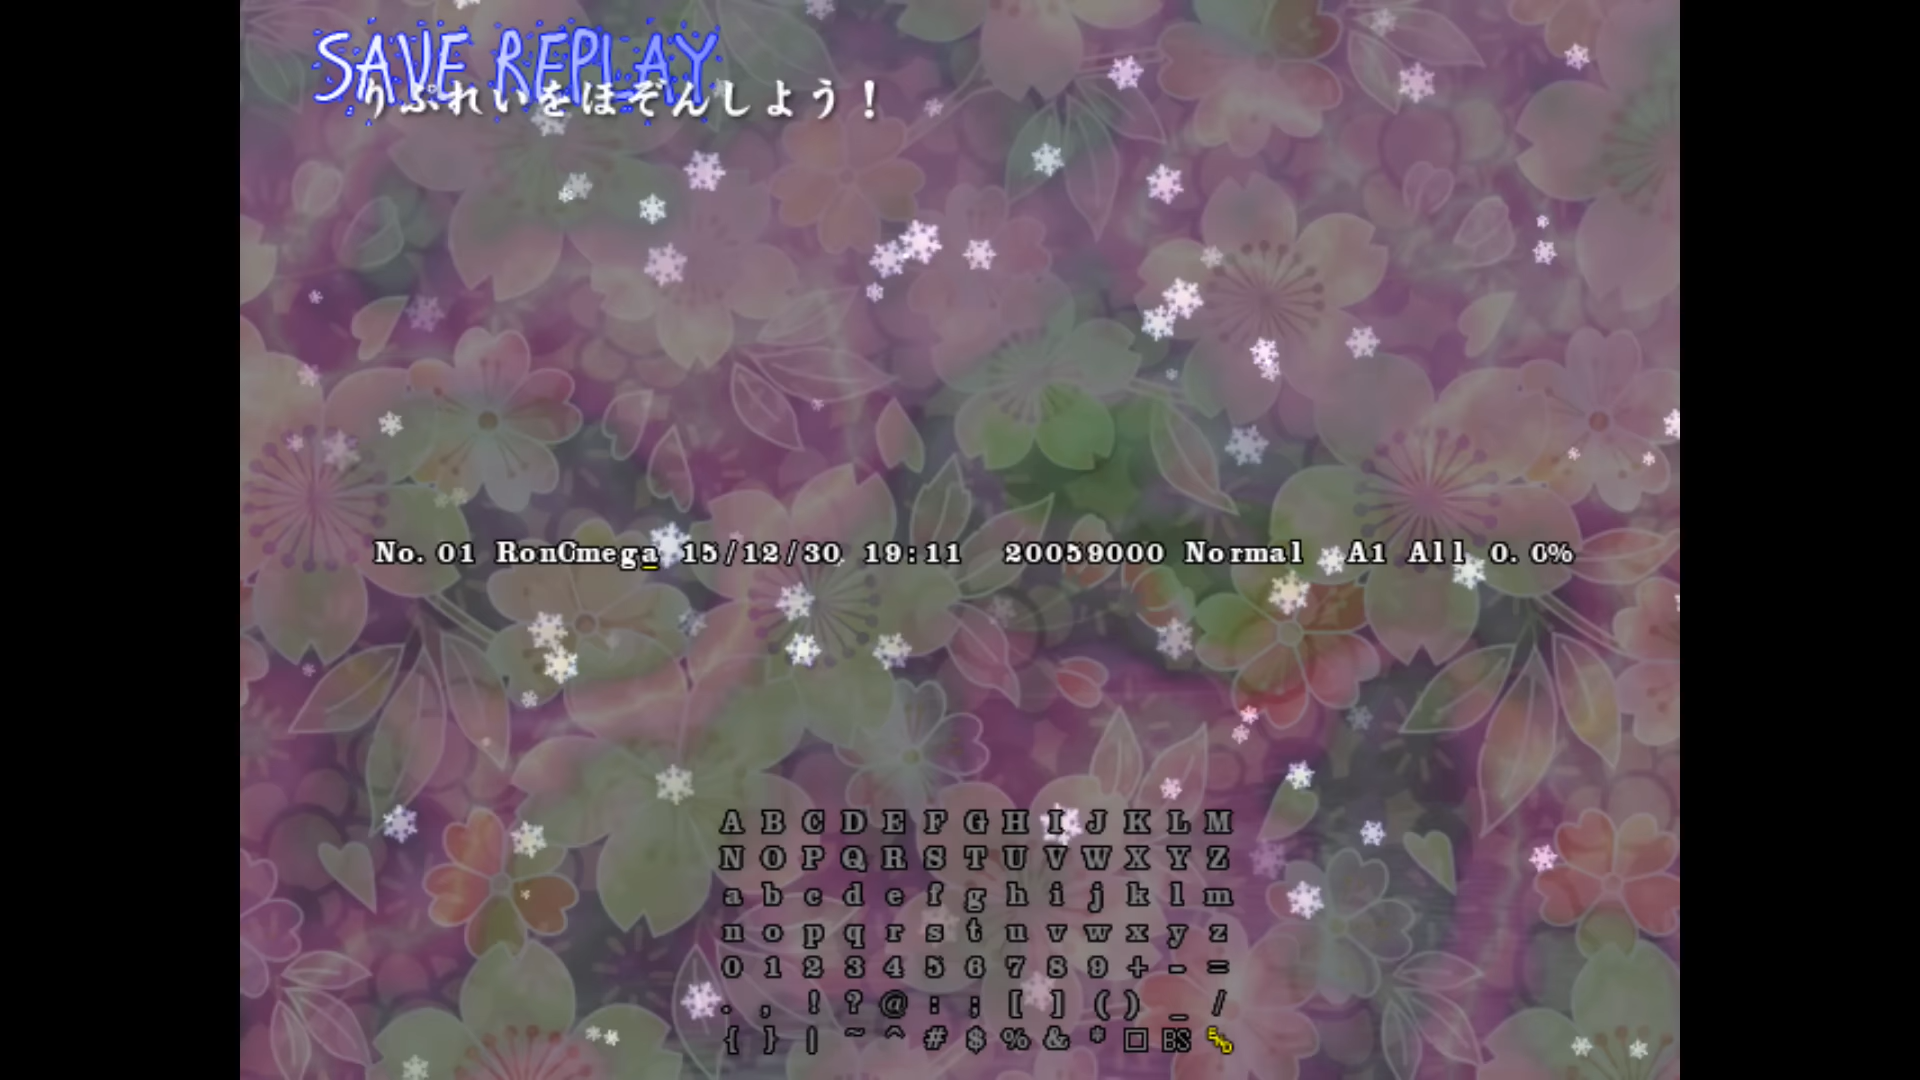 SAVE REPLAY
りぷれいをほぞんしよう！
No. 01 RonOmega 15/12/30 19:11 20059000 Normal A1 All 0.0%
A B C D E F G H I J K L M
N O P Q R S T U V W X Y Z
a b c d e f g h i j k l m
n o p q r s t u v w x y z
0 1 2 3 4 5 6 7 8 9 + - =
. , ! ? @ : ; [ ] ( ) _ /
{ } | ~ ^ # $ % & * □ BS END